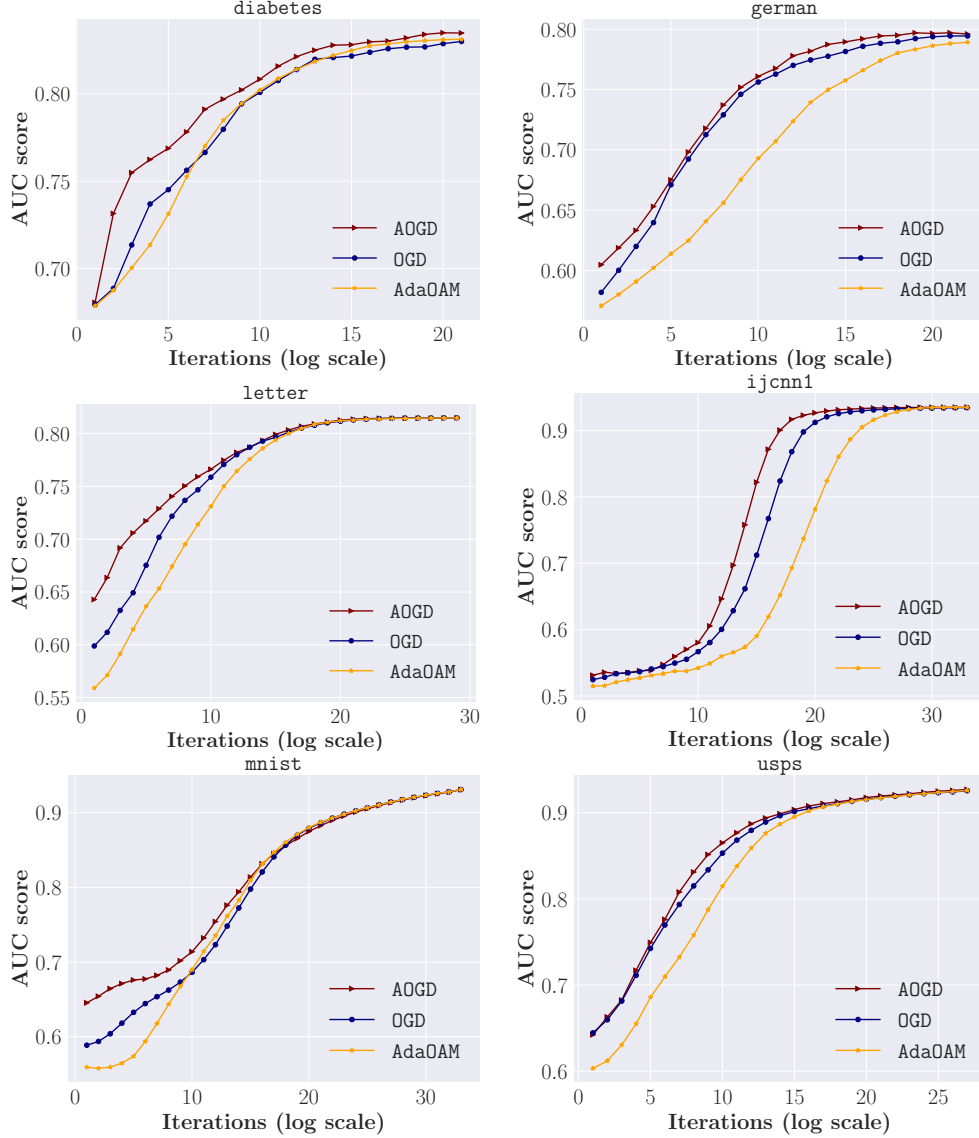 diabetes
AUC score
0.80
0.75
0.70
AOGD
OGD
AdaOAM
0 5 10 15 20
Iterations (log scale)
german
AUC score
0.80
0.75
0.70
0.65
0.60
AOGD
OGD
AdaOAM
0 5 10 15 20
Iterations (log scale)
letter
AUC score
0.80
0.75
0.70
0.65
0.60
0.55
AOGD
OGD
AdaOAM
0 10 20 30
Iterations (log scale)
ijcnn1
AUC score
0.9
0.8
0.7
0.6
0.5
AOGD
OGD
AdaOAM
0 10 20 30
Iterations (log scale)
mnist
AUC score
0.9
0.8
0.7
0.6
AOGD
OGD
AdaOAM
0 10 20 30
Iterations (log scale)
usps
AUC score
0.9
0.8
0.7
0.6
AOGD
OGD
AdaOAM
0 5 10 15 20 25
Iterations (log scale)